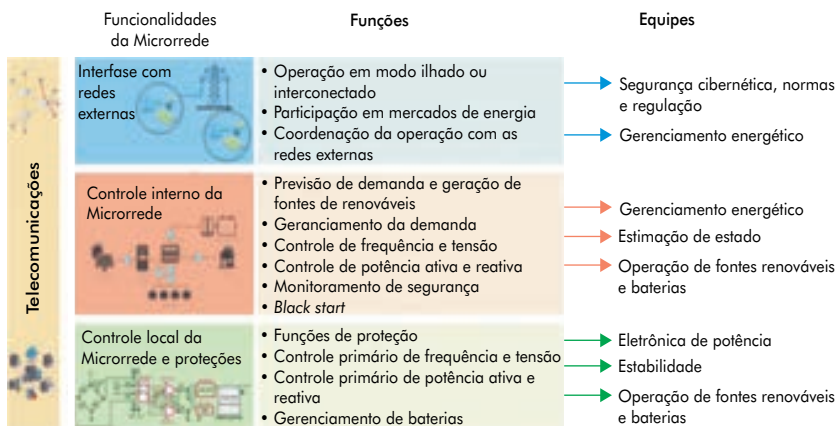 Funcionalidades
da Microrrede
Funções
Equipes
Telecomunicações
Interfase com
redes
externas
• Operação em modo ilhado ou
interconectado
• Participação em mercados de energia
• Coordenação da operação com as
redes externas
Segurança cibernética, normas
e regulação
Gerenciamento energético
Controle interno da
Microrrede
• Previsão de demanda e geração de
fontes de renováveis
• Geranciamento da demanda
• Controle de frequência e tensão
• Controle de potência ativa e reativa
• Monitoramento de segurança
• Black start
Gerenciamento energético
Estimação de estado
Operação de fontes renováveis
e baterias
Controle local da
Microrrede e proteções
• Funções de proteção
• Controle primário de frequência e tensão
• Controle primário de potência ativa e
reativa
• Gerenciamento de baterias
Eletrônica de potência
Estabilidade
Operação de fontes renováveis
e baterias